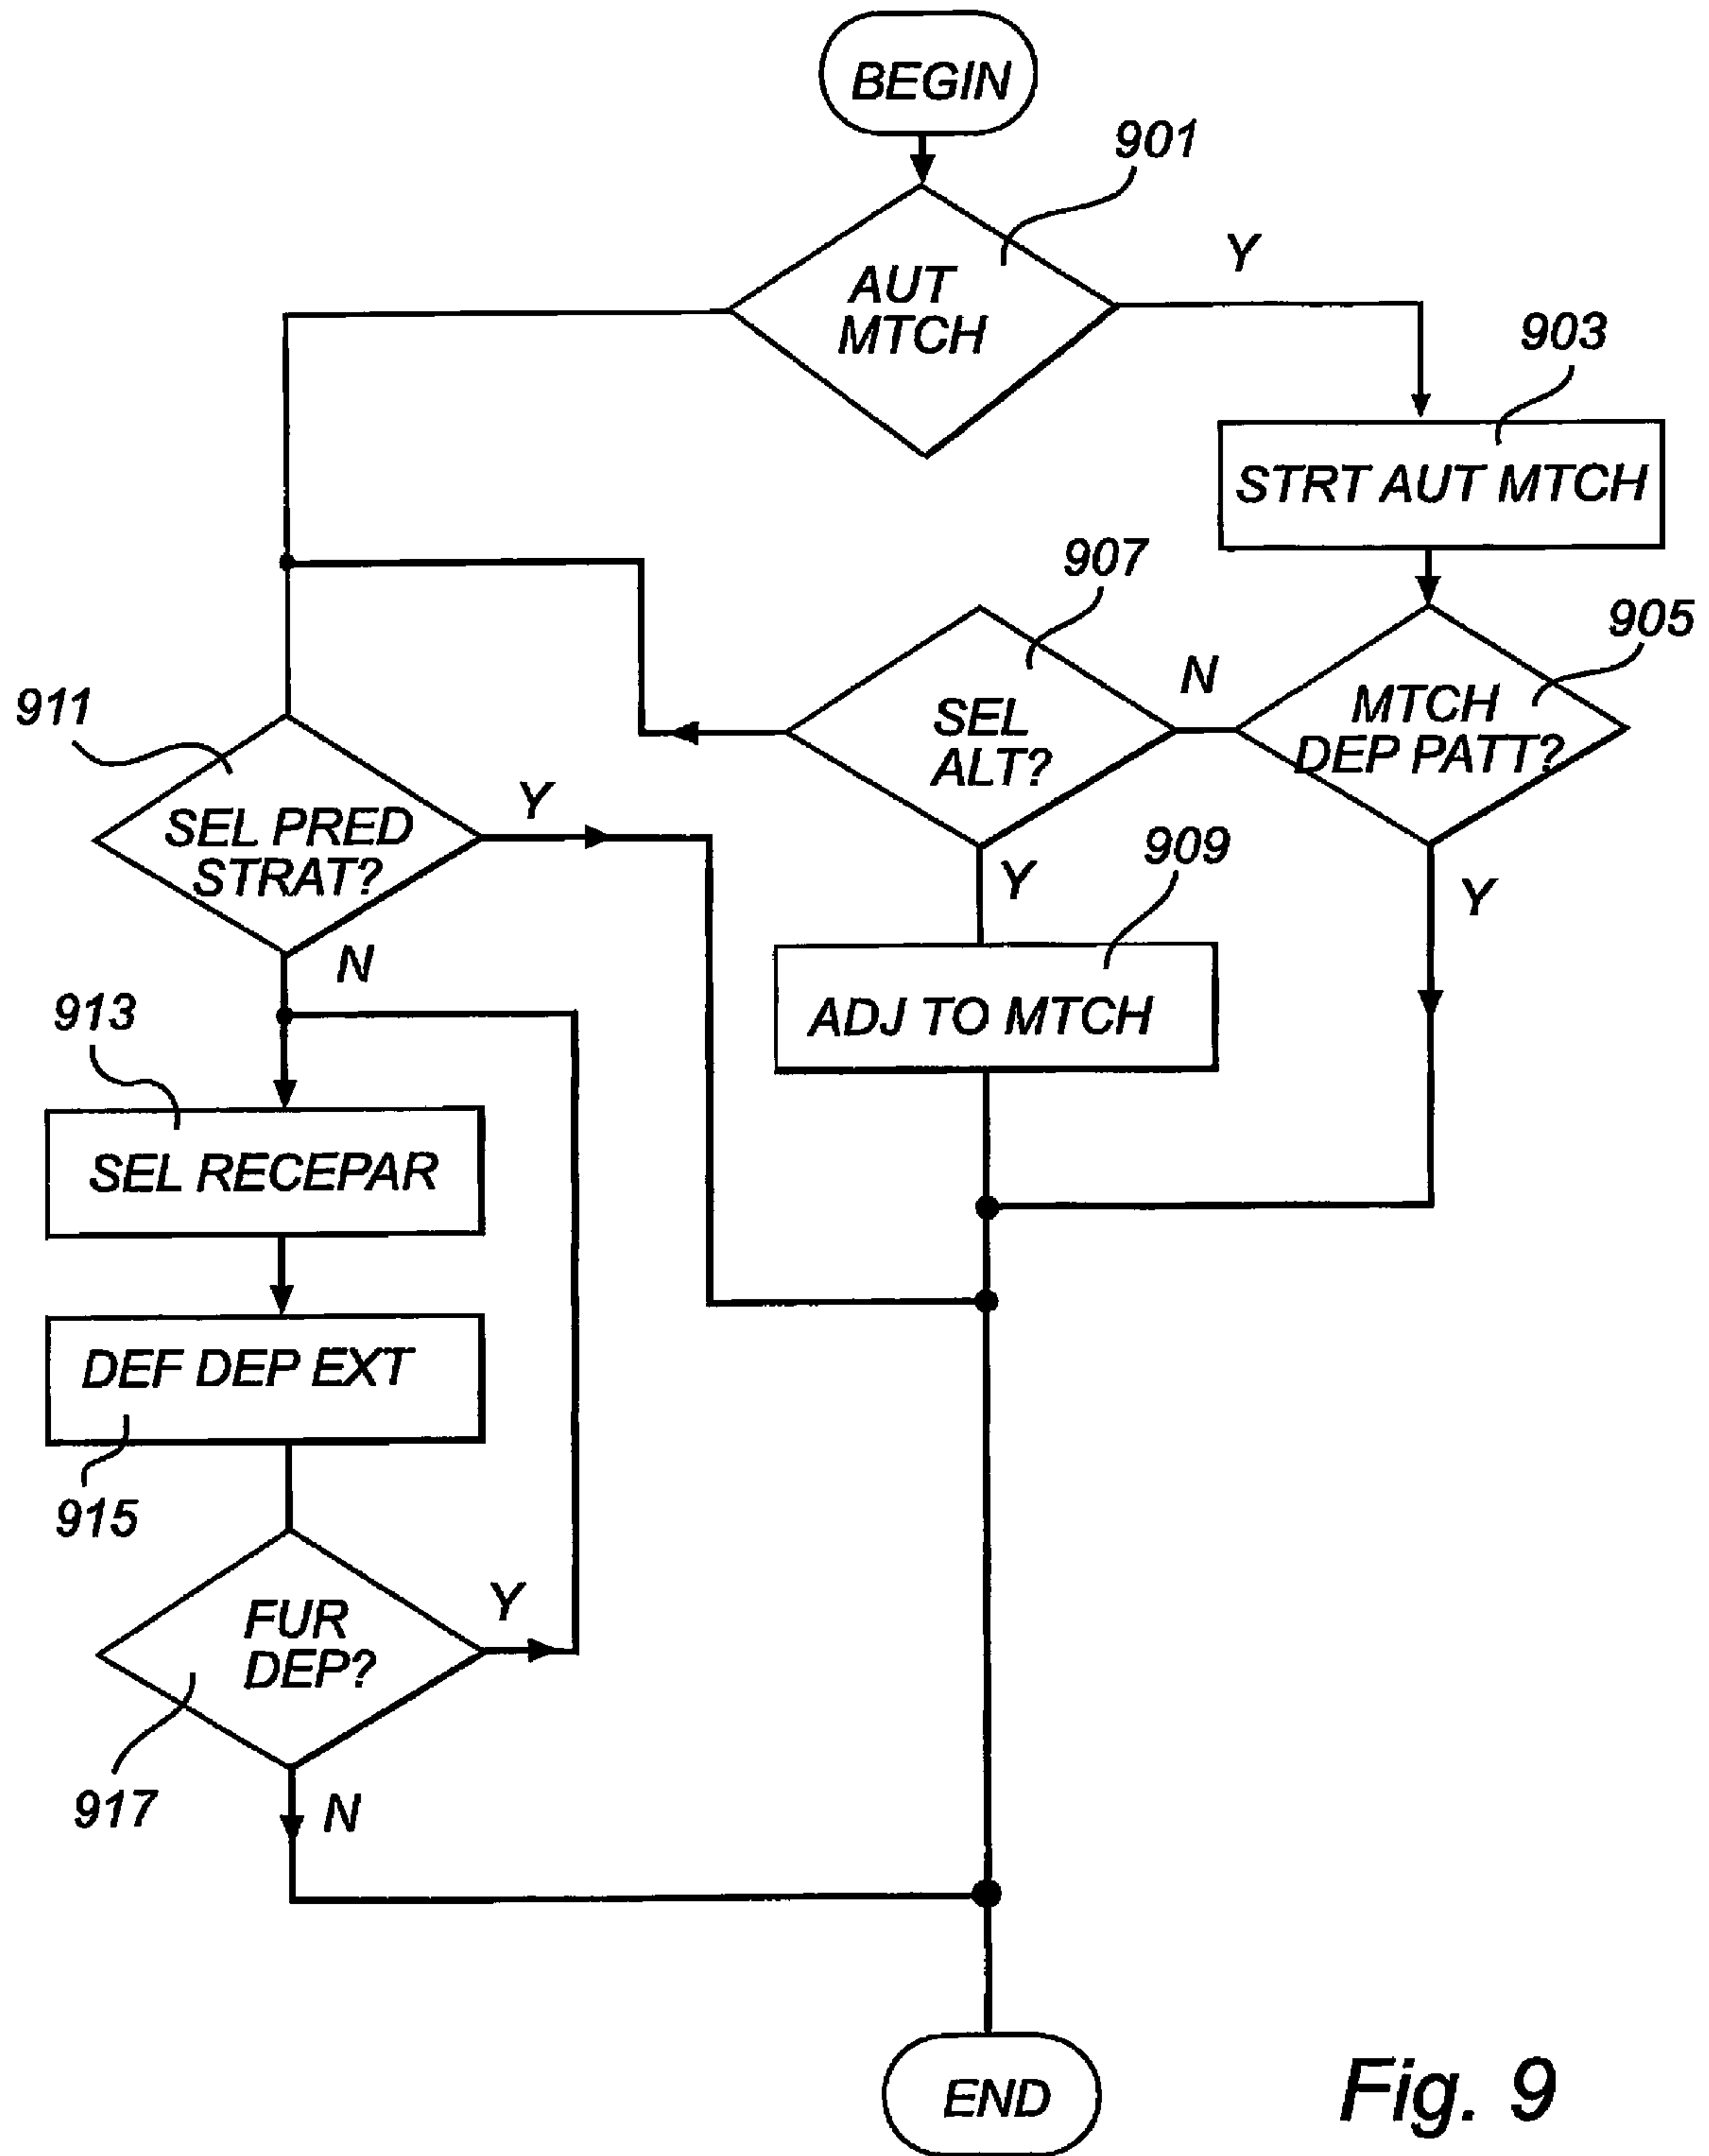 BEGIN
901
AUT
MTCH
Y
903
STRT AUT MTCH
907
905
SEL
ALT?
N
MTCH
DEP PATT?
911
SEL PRED
STRAT?
Y
Y
909
Y
N
ADJ TO MTCH
913
SEL RECEPAR
DEF DEP EXT
915
FUR
DEP?
Y
917
N
END
Fig. 9